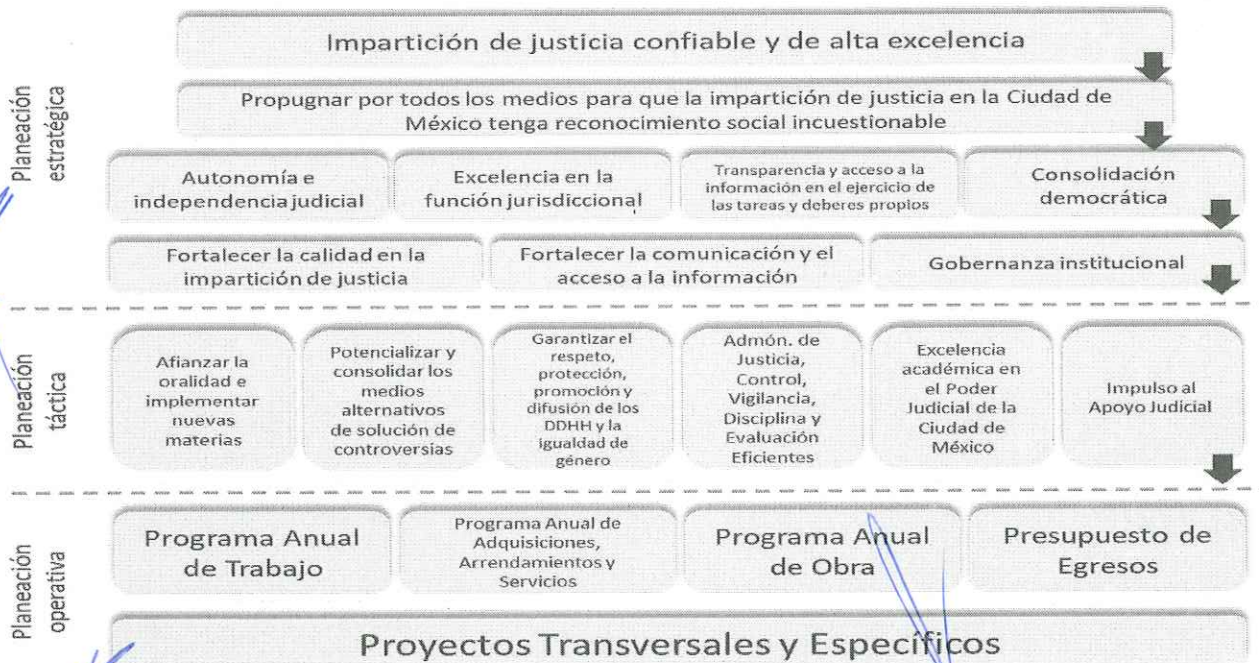 Impartición de justicia confiable y de alta excelencia
Planeación
estratégica
Propugnar por todos los medios para que la impartición de justicia en la Ciudad de
México tenga reconocimiento social incuestionable
Autonomía e
independencia judicial
Excelencia en la
función jurisdiccional
Transparencia y acceso a la
información en el ejercicio de
las tareas y deberes propios
Consolidación
democrática
Fortalecer la calidad en la
impartición de justicia
Fortalecer la comunicación y el
acceso a la información
Gobernanza institucional
Planeación
táctica
Afianzar la
oralidad e
implementar
nuevas
materias
Potencializar y
consolidar los
medios
alternativos
de solución de
controversias
Garantizar el
respeto,
protección,
promoción y
difusión de los
DDHH y la
igualdad de
género
Admón. de
Justicia,
Control,
Vigilancia,
Disciplina y
Evaluación
Eficientes
Excelencia
académica en
el Poder
Judicial de la
Ciudad de
México
Impulso al
Apoyo Judicial
Planeación
operativa
Programa Anual
de Trabajo
Programa Anual de
Adquisiciones,
Arrendamientos y
Servicios
Programa Anual
de Obra
Presupuesto de
Egresos
Proyectos Transversales y Específicos